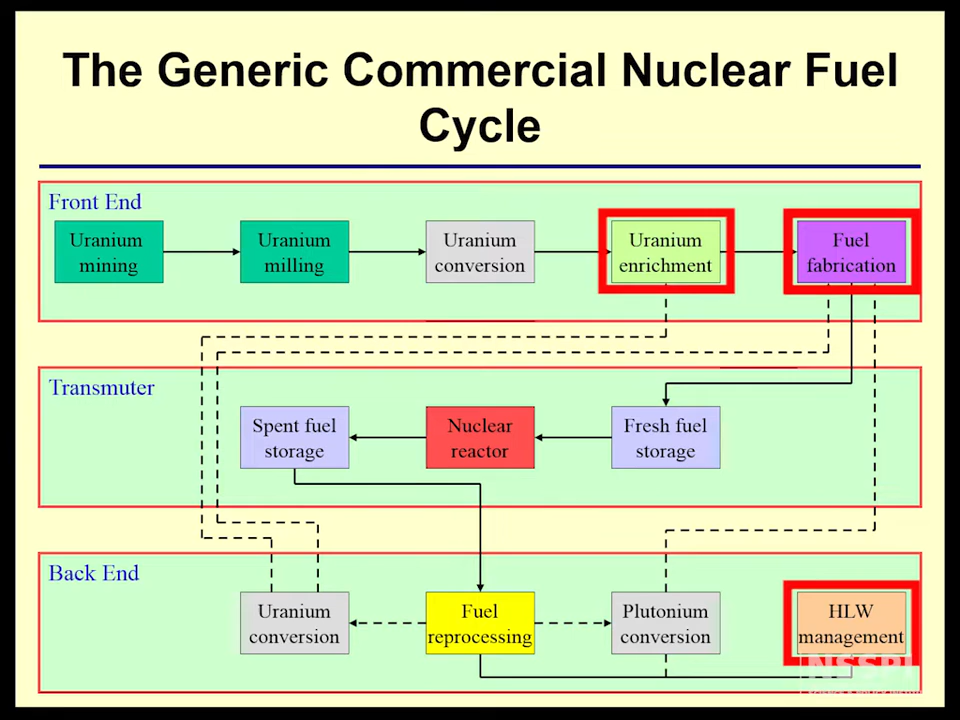 The Generic Commercial Nuclear Fuel
Cycle
Front End
Uranium
mining
Uranium
milling
Uranium
conversion
Uranium
enrichment
Fuel
fabrication
Transmuter
Spent fuel
storage
Nuclear
reactor
Fresh fuel
storage
Back End
Uranium
conversion
Fuel
reprocessing
Plutonium
conversion
HLW
management
NSSPI